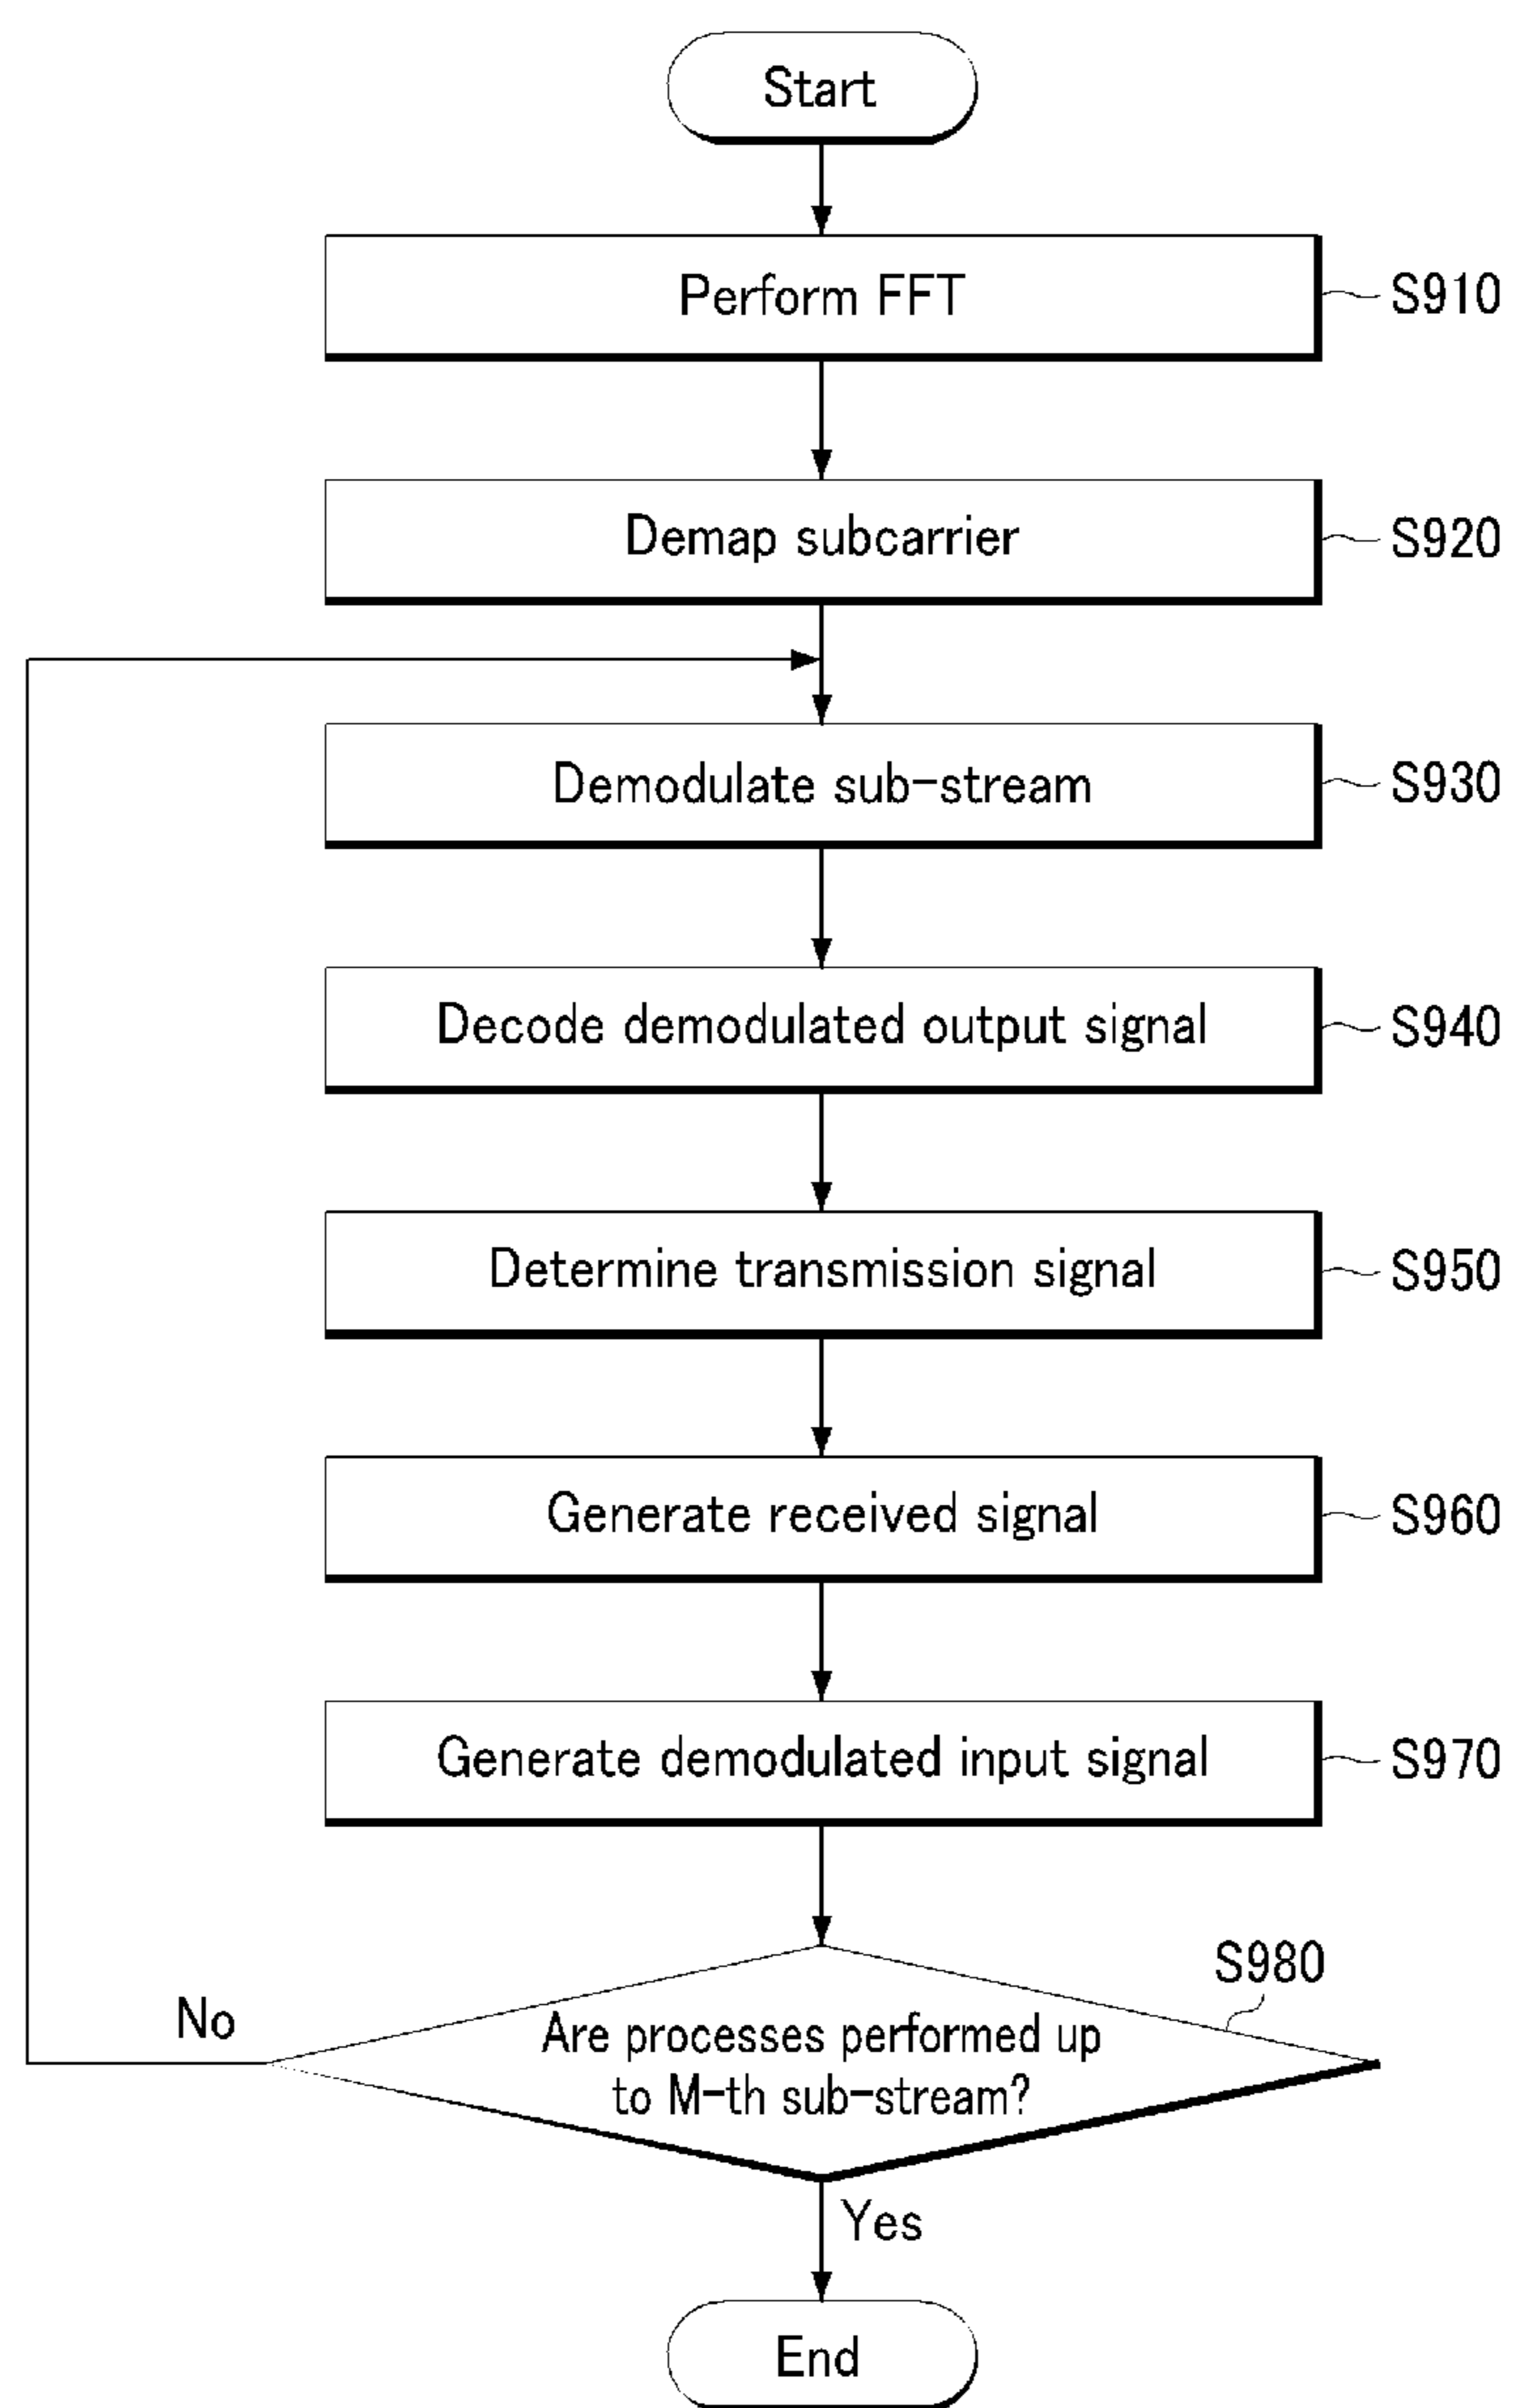 Start
Perform FFT
S910
Demap subcarrier
S920
Demodulate sub-stream
S930
Decode demodulated output signal
S940
Determine transmission signal
S950
Generate received signal
S960
Generate demodulated input signal
S970
S980
No
Are processes performed up
to M-th sub-stream?
Yes
End